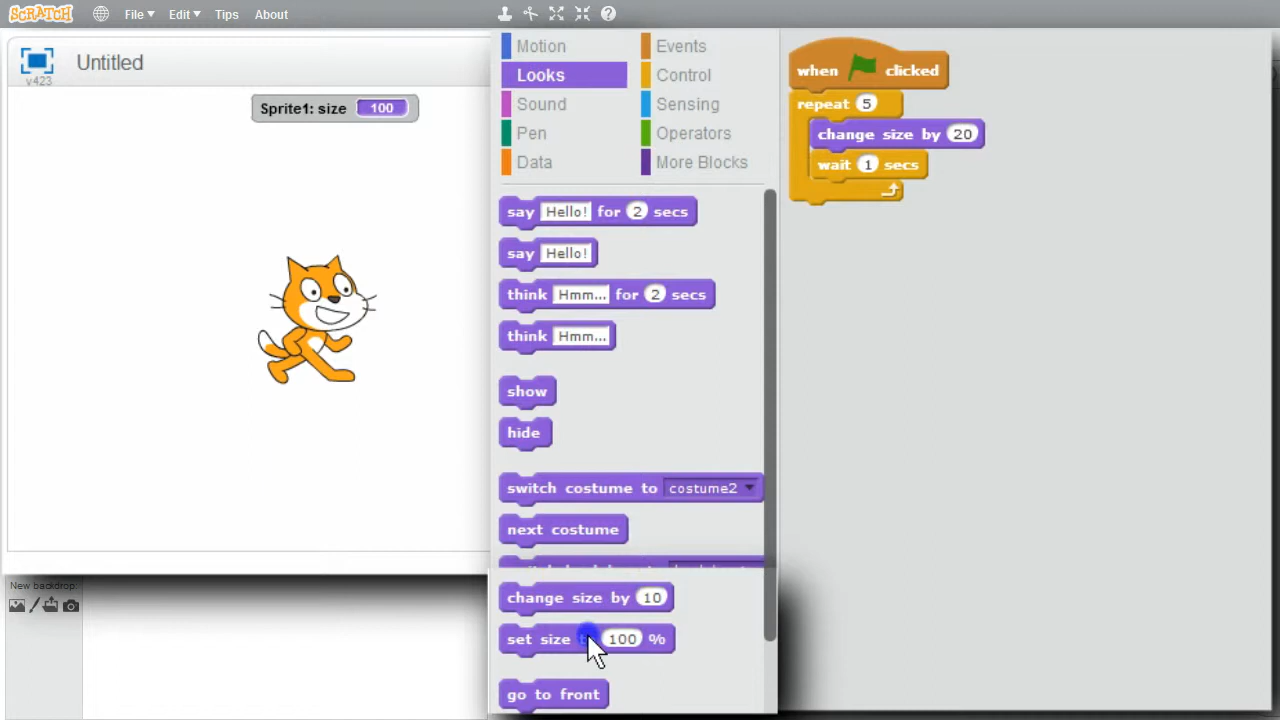 SCRATCH File Edit Tips About
v423 Untitled
Sprite1: size 100
New backdrop:
Motion Events
Looks Control
Sound Sensing
Pen Operators
Data More Blocks
say Hello! for 2 secs
say Hello!
think Hmm... for 2 secs
think Hmm...
show
hide
switch costume to costume2
next costume
change size by 10
set size 100 %
go to front
when clicked
repeat 5
change size by 20
wait 1 secs